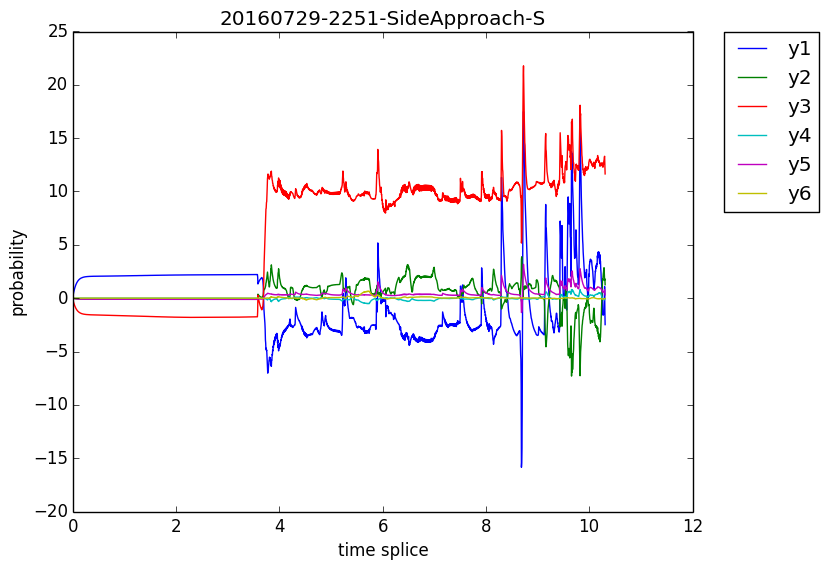 20160729-2251-SideApproach-S
25
20
15
10
5
0
−5
−10
−15
−20
probability
0 2 4 6 8 10 12
time splice
y1
y2
y3
y4
y5
y6